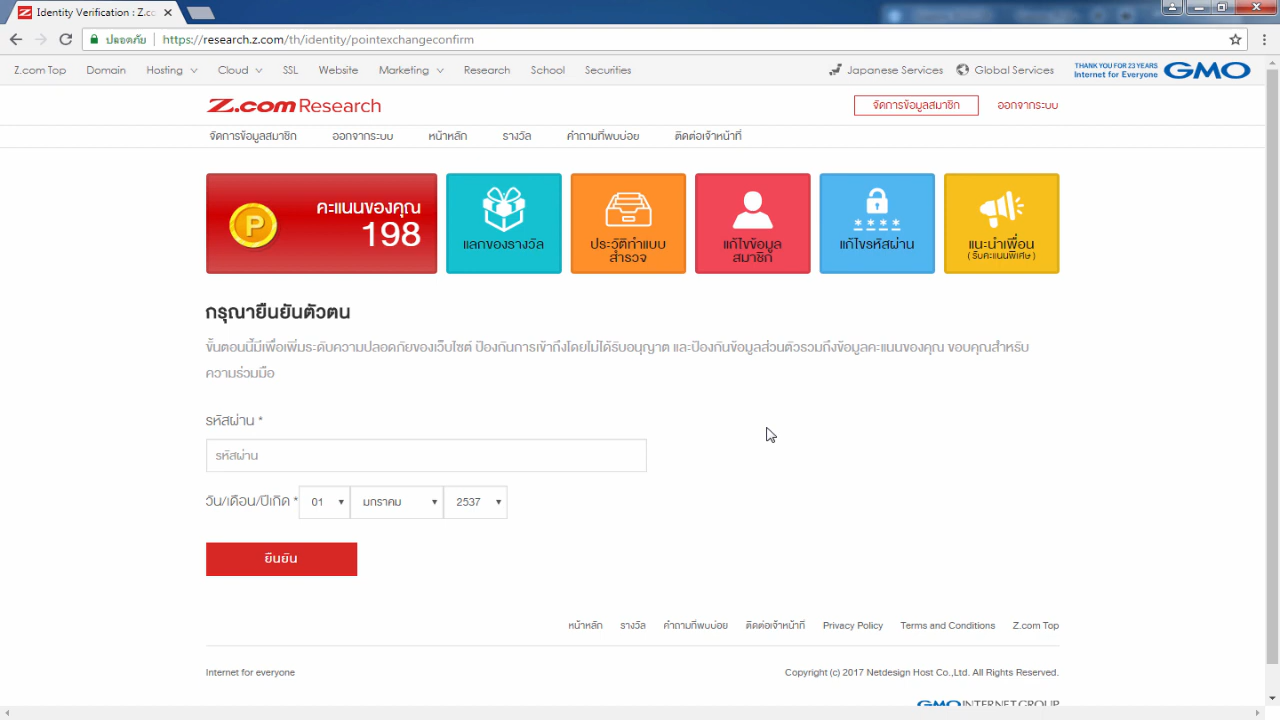 Identity Verification : Z.co
ปลอดภัย https://research.z.com/th/identity/pointexchangeconfirm
Z.com Top Domain Hosting Cloud SSL Website Marketing Research School Securities Japanese Services Global Services THANK YOU FOR 23 YEARS Internet for Everyone GMO
Z.com Research จัดการข้อมูลสมาชิก ออกจากระบบ
จัดการข้อมูลสมาชิก ออกจากระบบ หน้าหลัก รางวัล คำถามที่พบบ่อย ติดต่อเจ้าหน้าที่
คะแนนของคุณ
198
P
แลกของรางวัล
ประวัติทำแบบ
สำรวจ
แก้ไขข้อมูล
สมาชิก
แก้ไขรหัสผ่าน
แนะนำเพื่อน
(รับคะแนนพิเศษ)
กรุณายืนยันตัวตน
ขั้นตอนนี้มีเพื่อเพิ่มระดับความปลอดภัยของเว็บไซต์ ป้องกันการเข้าถึงโดยไม่ได้รับอนุญาต และป้องกันข้อมูลส่วนตัวรวมถึงข้อมูลคะแนนของคุณ ขอบคุณสำหรับ
ความร่วมมือ
รหัสผ่าน *
รหัสผ่าน
วัน/เดือน/ปีเกิด * 01 มกราคม 2537
ยืนยัน
หน้าหลัก รางวัล คำถามที่พบบ่อย ติดต่อเจ้าหน้าที่ Privacy Policy Terms and Conditions Z.com Top
Internet for everyone Copyright (c) 2017 Netdesign Host Co.,Ltd. All Rights Reserved.
GMO INTERNET GROUP